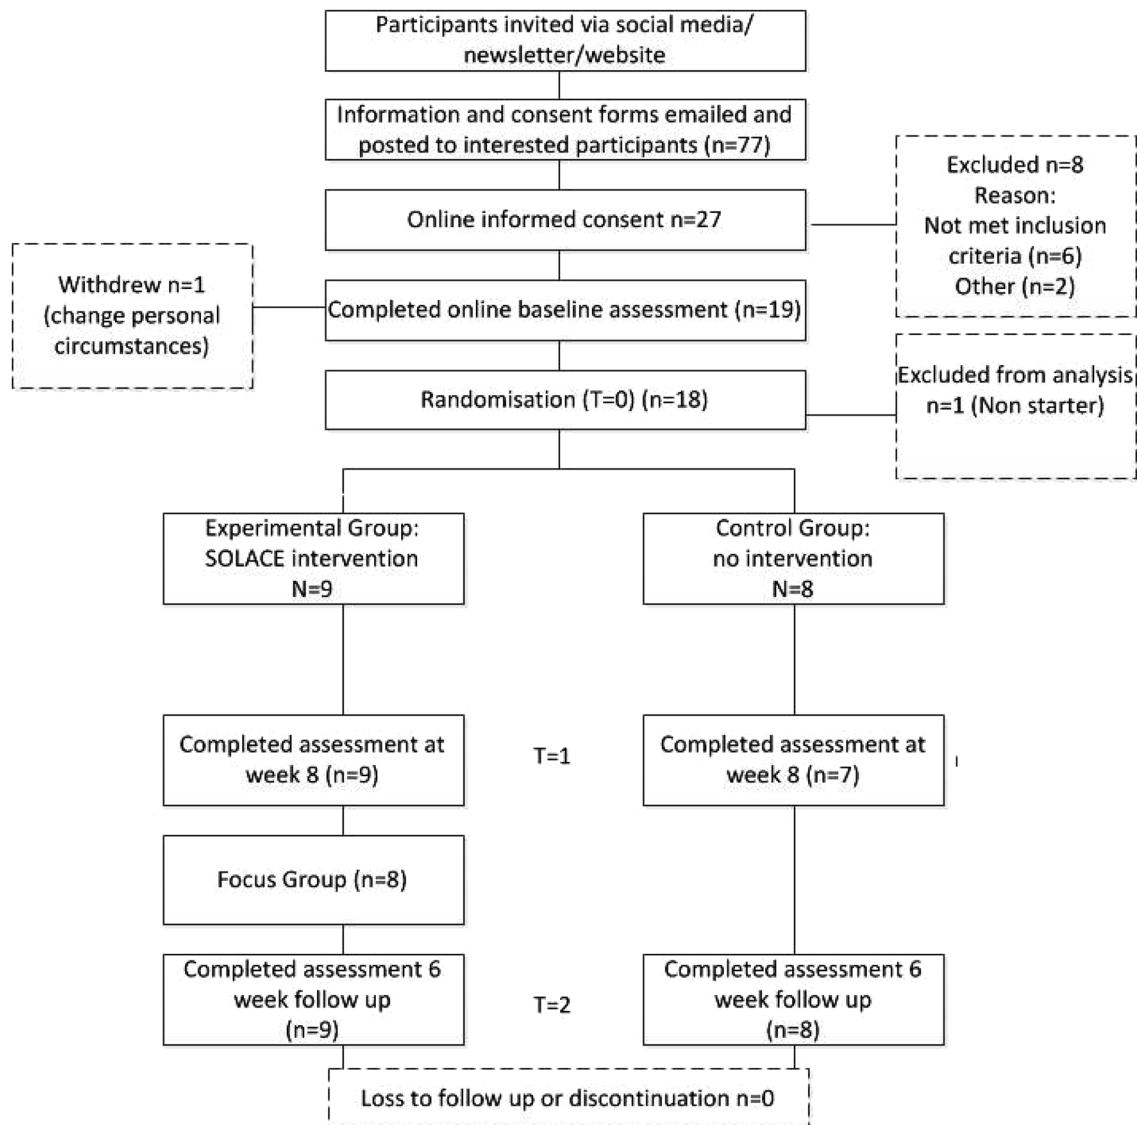 Participants invited via social media/
newsletter/website
Information and consent forms emailed and
posted to interested participants (n=77)
Online informed consent n=27
Excluded n=8
Reason:
Not met inclusion
criteria (n=6)
Other (n=2)
Withdrew n=1
(change personal
circumstances)
Completed online baseline assessment (n=19)
Randomisation (T=0) (n=18)
Excluded from analysis
n=1 (Non starter)
Experimental Group:
SOLACE intervention
N=9
Control Group:
no intervention
N=8
Completed assessment at
week 8 (n=9)
T=1
Completed assessment at
week 8 (n=7)
Focus Group (n=8)
Completed assessment 6
week follow up
(n=9)
T=2
Completed assessment 6
week follow up
(n=8)
Loss to follow up or discontinuation n=0